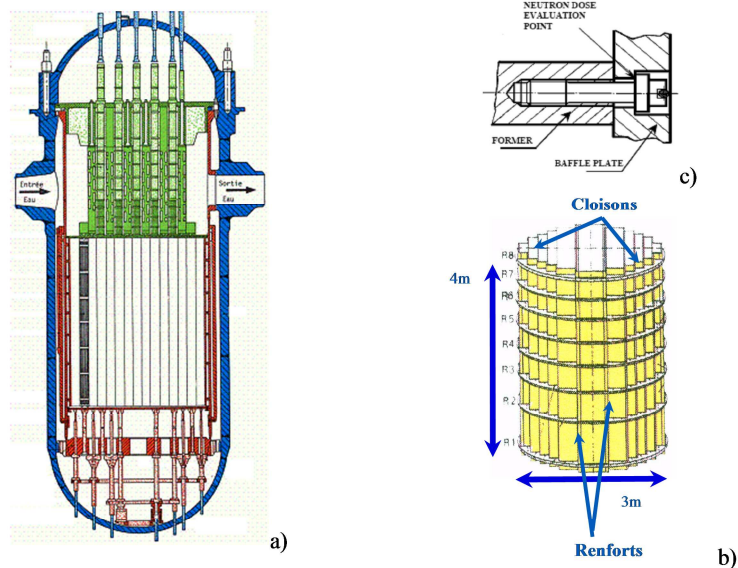 Entrée
Eau
Sortie
Eau
a)
NEUTRON DOSE
EVALUATION
POINT
FORMER
BAFFLE PLATE
c)
Cloisons
4m
R8
R7
R6
R5
R4
R3
R2
R1
3m
Renforts
b)